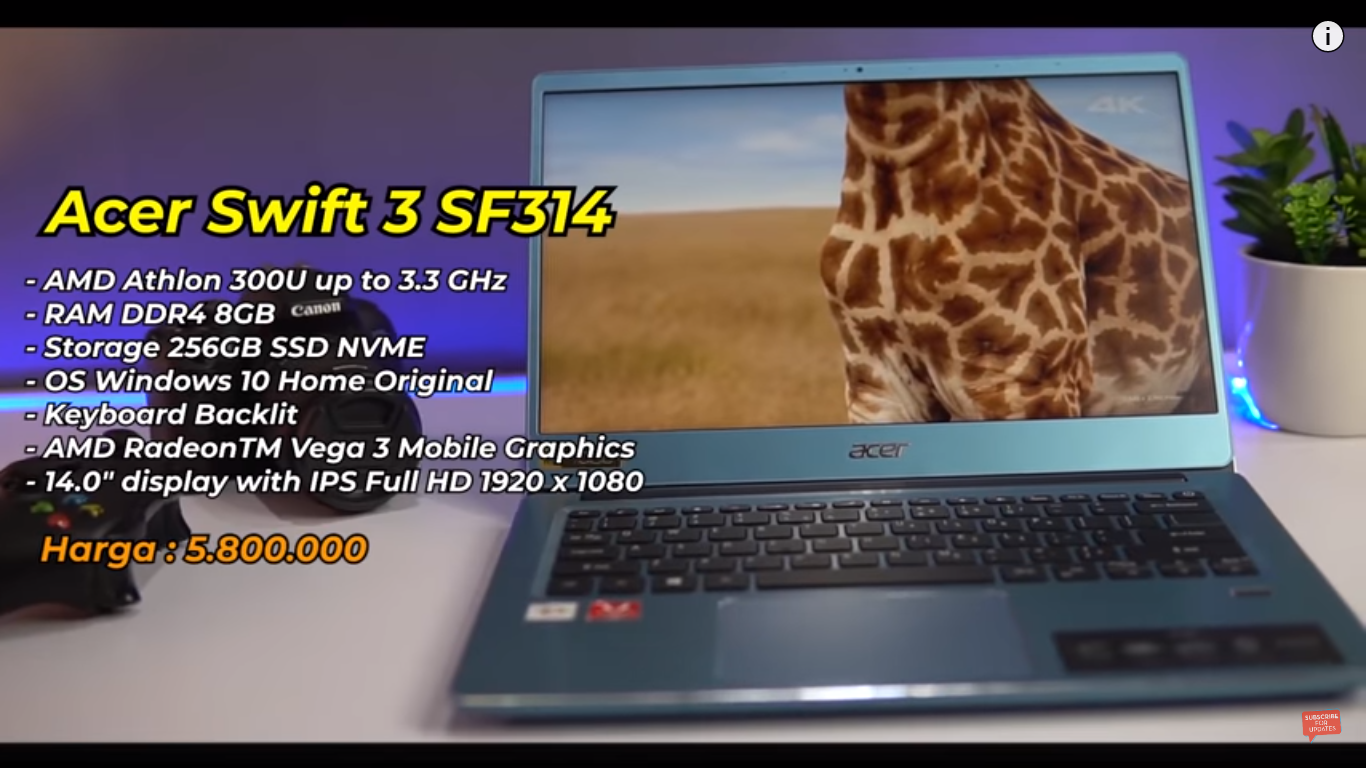 i
4K
Acer Swift 3 SF314
- AMD Athlon 300U up to 3.3 GHz
- RAM DDR4 8GB
Canon
- Storage 256GB SSD NVME
- OS Windows 10 Home Original
- Keyboard Backlit
- AMD RadeonTM Vega 3 Mobile Graphics
- 14.0" display with IPS Full HD 1920 x 1080
acer
Harga : 5.800.000
SUBSCRIBE
FOR
UPDATES